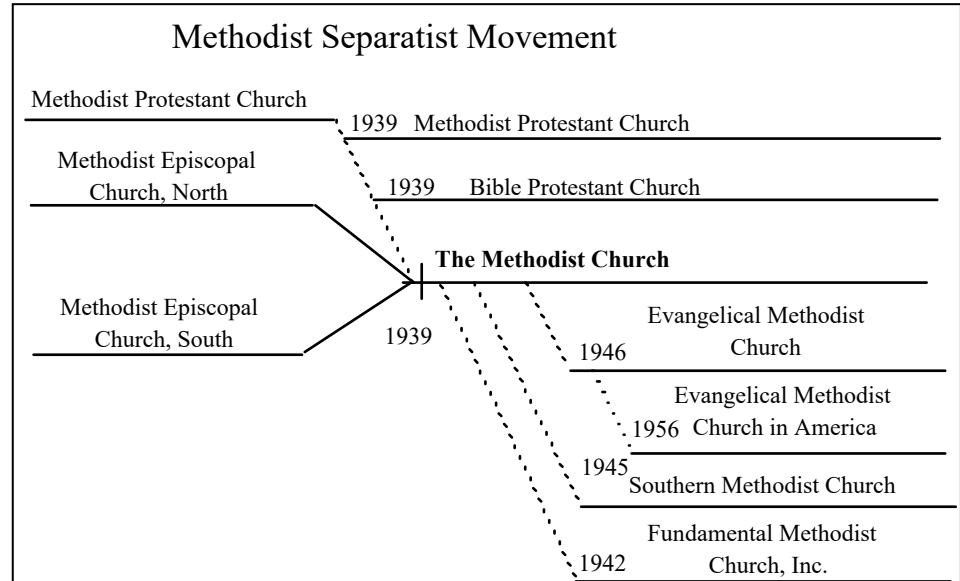 Methodist Separatist Movement
Methodist Protestant Church
1939 Methodist Protestant Church
Methodist Episcopal
Church, North
1939 Bible Protestant Church
The Methodist Church
Methodist Episcopal
Church, South
1939
Evangelical Methodist
Church
1946
Evangelical Methodist
Church in America
1956
1945
Southern Methodist Church
Fundamental Methodist
Church, Inc.
1942